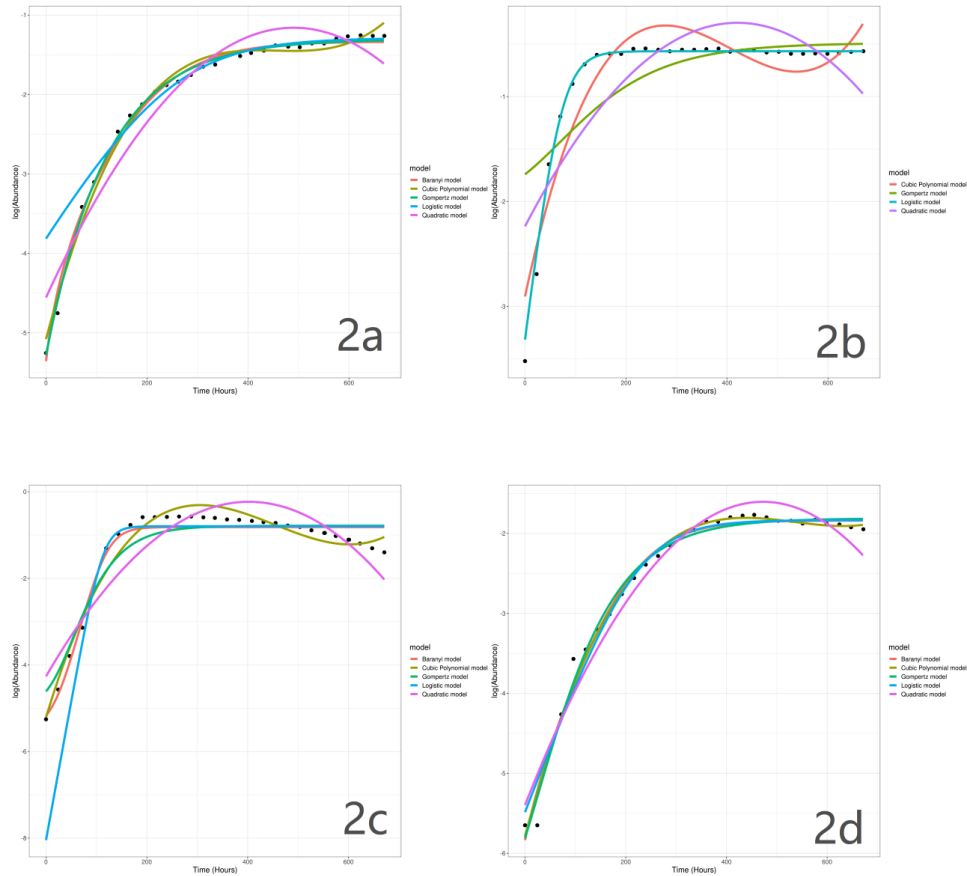 -1
-2
-3
-4
-5
log(Abundance)
0
200
400
600
Time (Hours)
model
Baranyi model
Cubic Polynomial model
Gompertz model
Logistic model
Quadratic model
2a
-1
-2
-3
log(Abundance)
0
200
400
600
Time (Hours)
model
Cubic Polynomial model
Gompertz model
Logistic model
Quadratic model
2b
0
-2
-4
-6
-8
log(Abundance)
0
200
400
600
Time (Hours)
model
Baranyi model
Cubic Polynomial model
Gompertz model
Logistic model
Quadratic model
2c
-2
-3
-4
-5
-6
log(Abundance)
0
200
400
600
Time (Hours)
model
Baranyi model
Cubic Polynomial model
Gompertz model
Logistic model
Quadratic model
2d